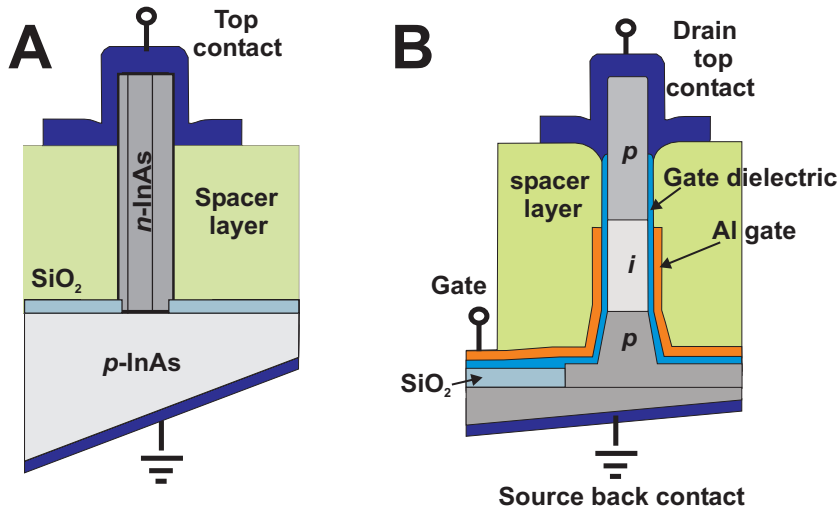 A
Top
contact
n-InAs
Spacer
layer
SiO2
p-InAs
B
Drain
top
contact
p
spacer
layer
Gate dielectric
Al gate
i
Gate
p
SiO2
Source back contact